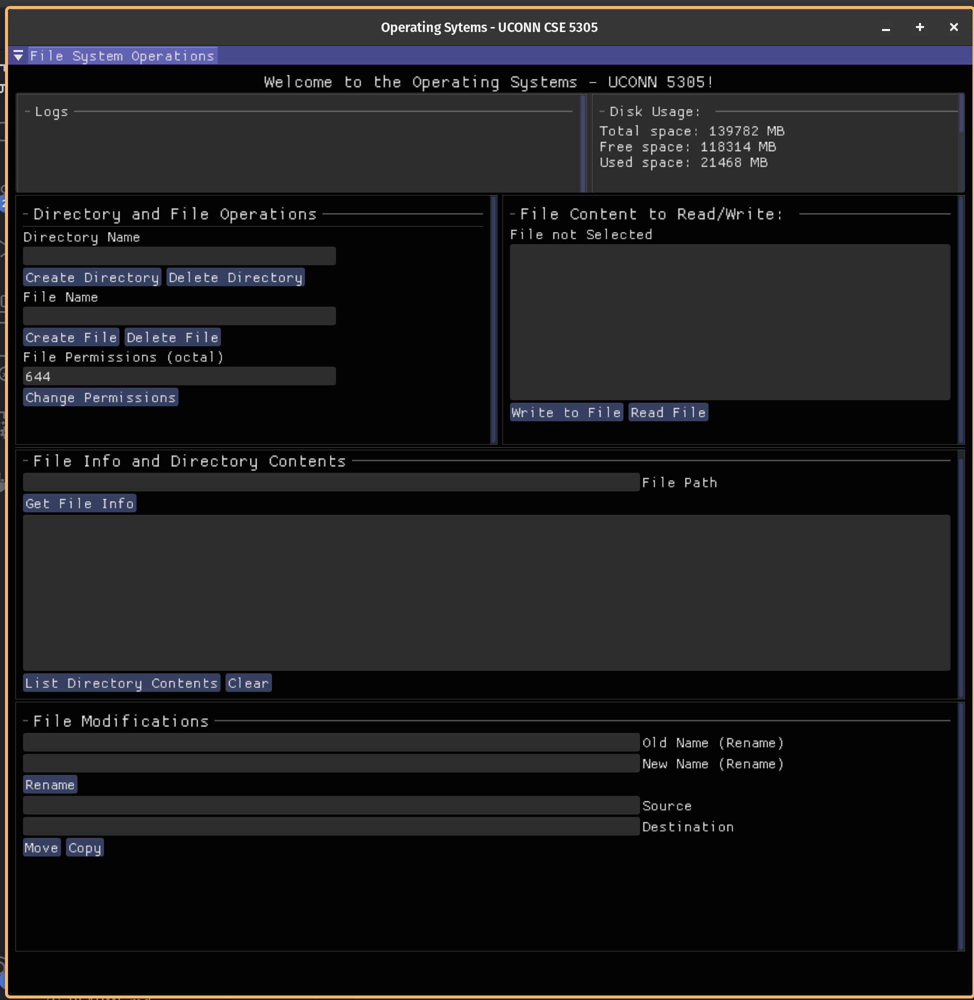 Operating Sytems - UCONN CSE 5305
File System Operations
Welcome to the Operating Systems - UCONN 5305!
Logs
Disk Usage:
Total space: 139782 MB
Free space: 118314 MB
Used space: 21468 MB
Directory and File Operations
Directory Name
Create Directory Delete Directory
File Name
Create File Delete File
File Permissions (octal)
644
Change Permissions
File Content to Read/Write:
File not Selected
Write to File Read File
File Info and Directory Contents
File Path
Get File Info
List Directory Contents Clear
File Modifications
Old Name (Rename)
New Name (Rename)
Rename
Source
Destination
Move Copy